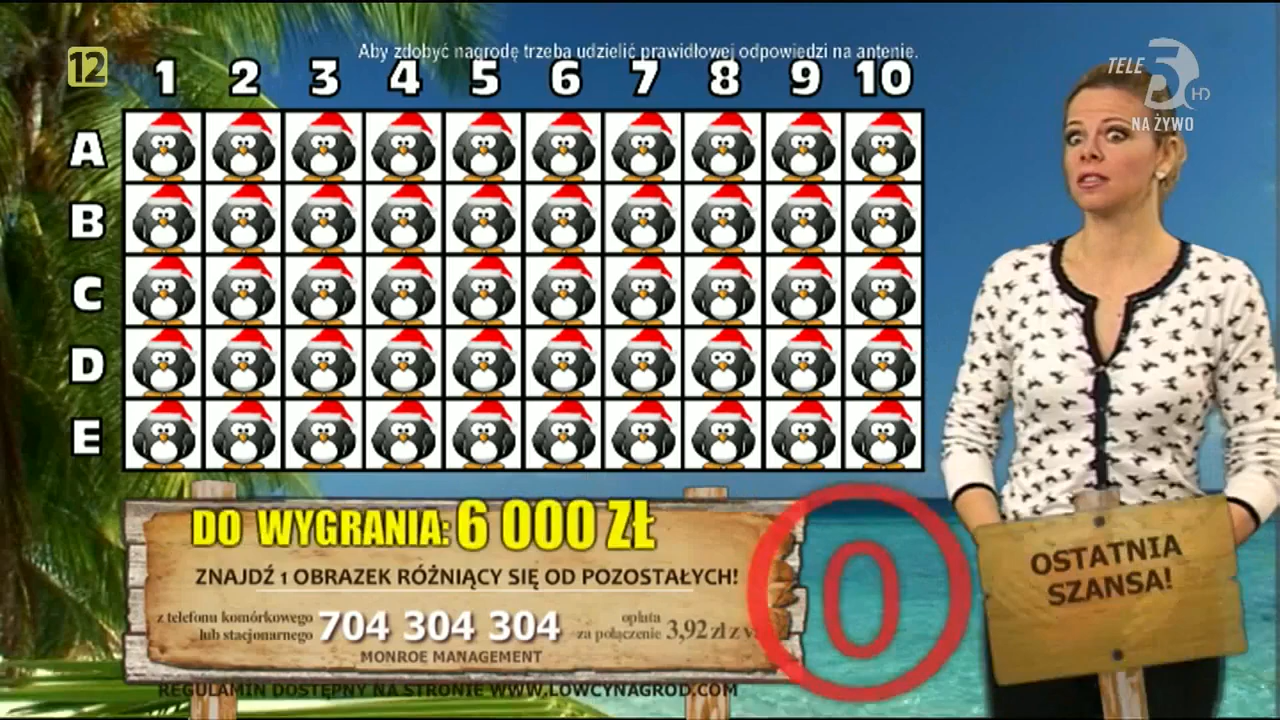 Aby zdobyć nagrodę trzeba udzielić prawidłowej odpowiedzi na antenie.
12
TELE 5 HD
NA ŻYWO
1 2 3 4 5 6 7 8 9 10
A
B
C
D
E
DO WYGRANIA: 6 000 ZŁ
ZNAJDŹ 1 OBRAZEK RÓŻNIĄCY SIĘ OD POZOSTAŁYCH!
z telefonu komórkowego
lub stacjonarnego
704 304 304
opłata
za połączenie 3,92 zł z
MONROE MANAGEMENT
0
OSTATNIA
SZANSA!
REGULAMIN DOSTĘPNY NA STRONIE WWW.LOWCYNAGROD.COM